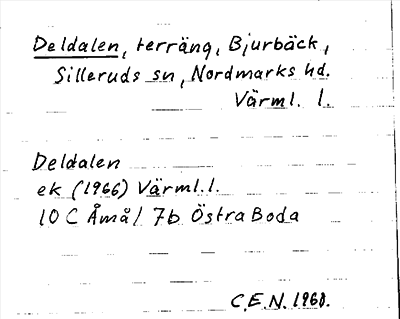 Deldalen, terräng, Bjurbäck,
Silleruds sn, Nordmarks hd.
Värml. l.
Deldalen
ek (1966) Värml. l.
10 C Åmål 7b Östra Boda
C.E.N. 1968.